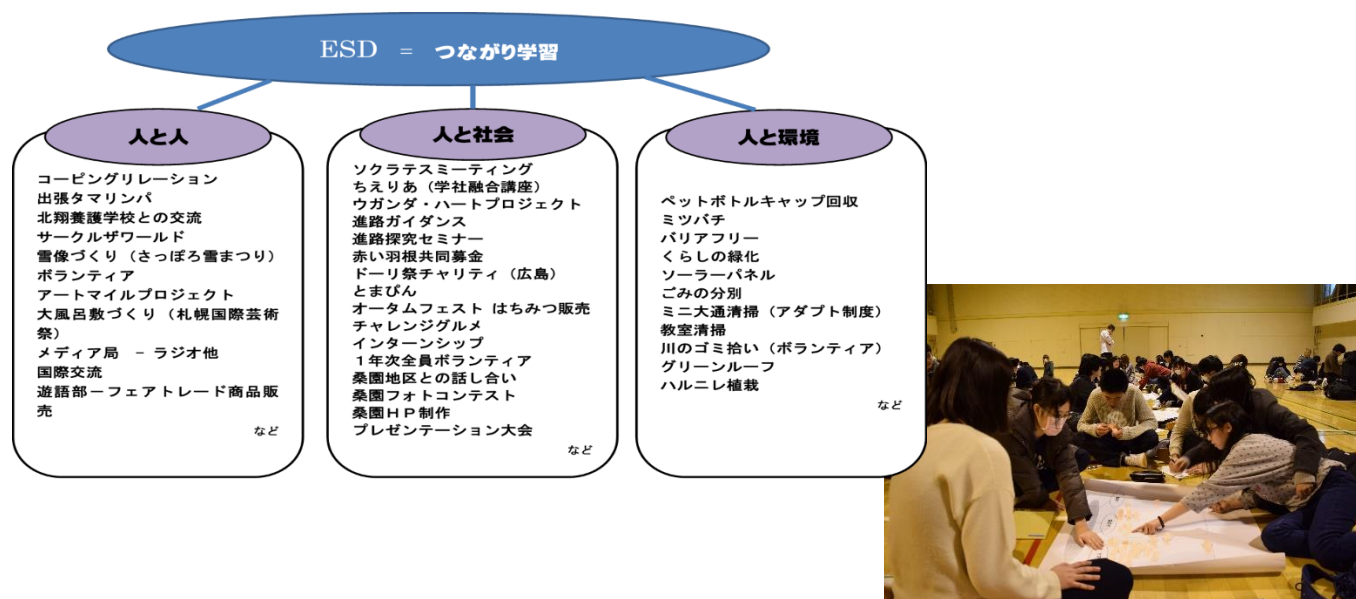 ESD = つながり学習
人と人
コーピングリレーション
出張タマリンパ
北翔養護学校との交流
サークルザワールド
雪像づくり（さっぽろ雪まつり）
ボランティア
アートマイルプロジェクト
大風呂敷づくり（札幌国際芸術
祭）
メディア局 －ラジオ他
国際交流
遊語部－フェアトレード商品販
売
など
人と社会
ソクラテスミーティング
ちえりあ（学社融合講座）
ウガンダ・ハートプロジェクト
進路ガイダンス
進路探究セミナー
赤い羽根共同募金
ドーリ祭チャリティ（広島）
とまぴん
オータムフェスト はちみつ販売
チャレンジグルメ
インターンシップ
１年次全員ボランティア
桑園地区との話し合い
桑園フォトコンテスト
桑園ＨＰ制作
プレゼンテーション大会
など
人と環境
ペットボトルキャップ回収
ミツバチ
バリアフリー
くらしの緑化
ソーラーパネル
ごみの分別
ミニ大通清掃（アダプト制度）
教室清掃
川のゴミ拾い（ボランティア）
グリーンルーフ
ハルニレ植栽
など